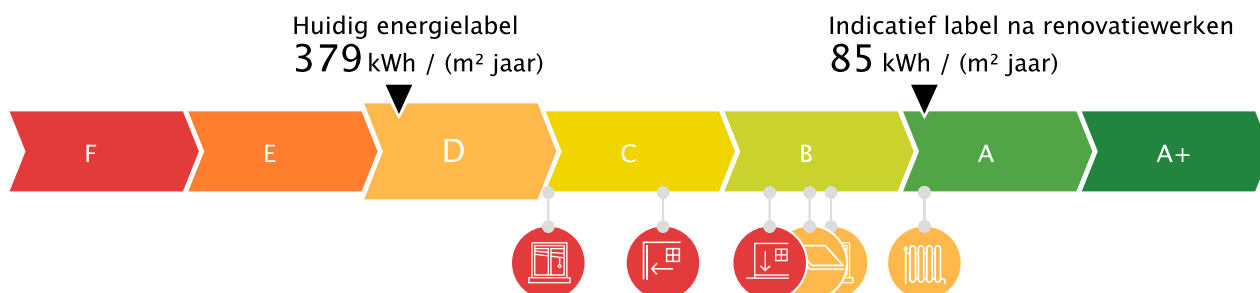 Huidig energielabel
379 kWh / (m² jaar)
Indicatief label na renovatiewerken
85 kWh / (m² jaar)
F
E
D
C
B
A
A+